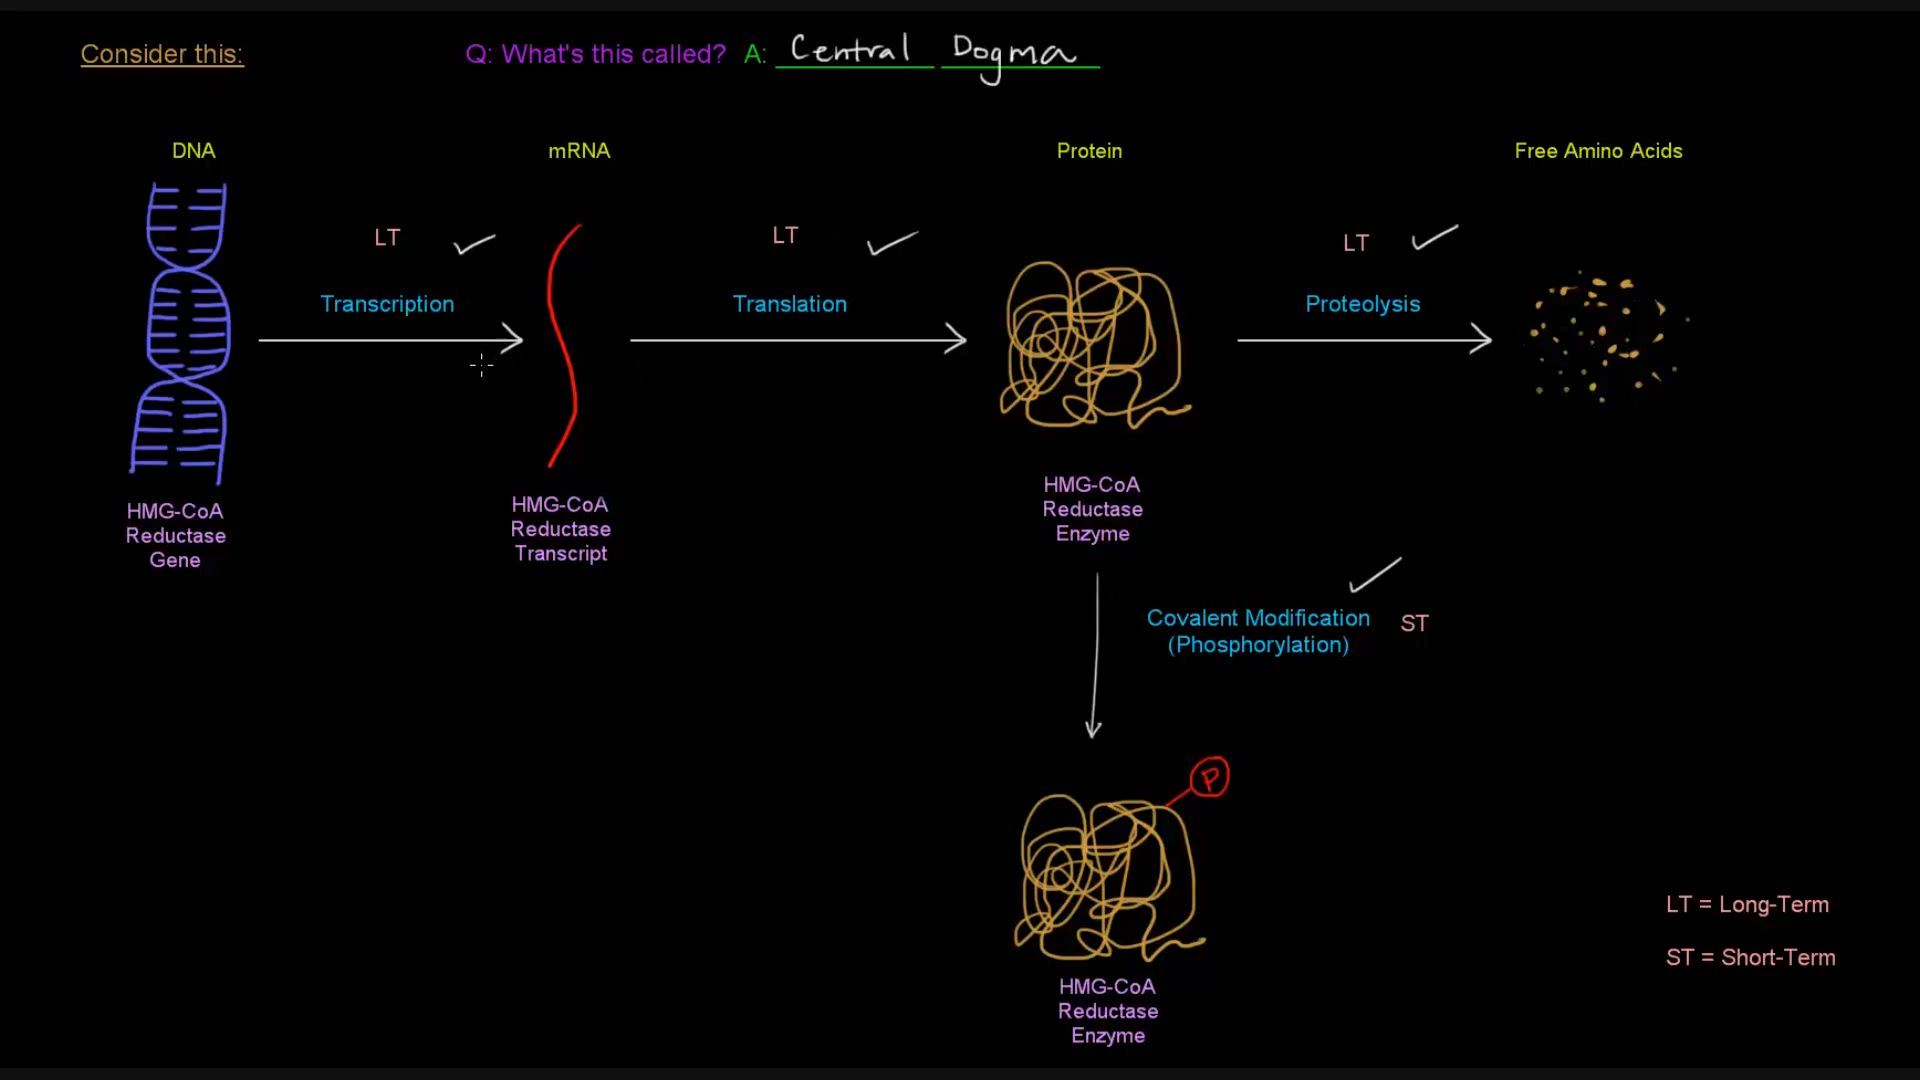 Consider this:
Q: What's this called? A: Central Dogma
DNA
mRNA
Protein
Free Amino Acids
LT
LT
LT
Transcription
Translation
Proteolysis
HMG-CoA
Reductase
Gene
HMG-CoA
Reductase
Transcript
HMG-CoA
Reductase
Enzyme
Covalent Modification
(Phosphorylation)
ST
P
HMG-CoA
Reductase
Enzyme
LT = Long-Term
ST = Short-Term